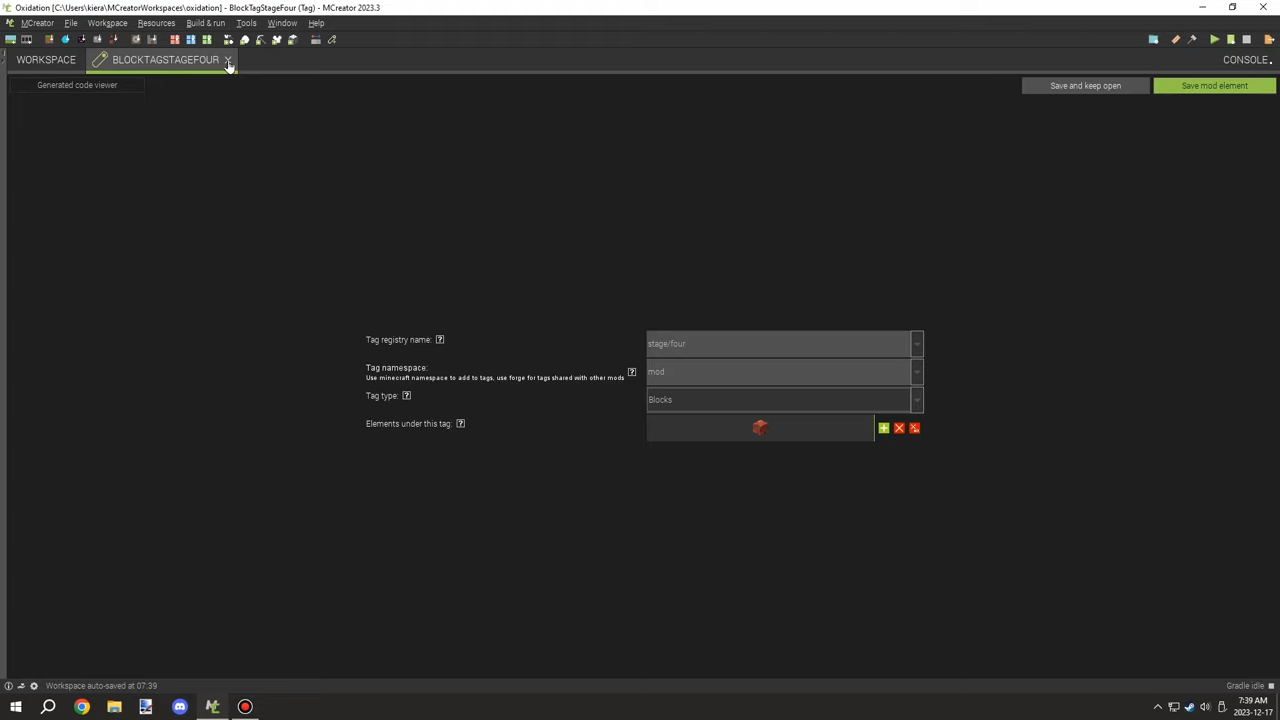 Oxidation [C:\Users\kiera\MCreatorWorkspaces\oxidation] - BlockTagStageFour (Tag) - MCreator 2023.3
MCreator File Workspace Resources Build & run Tools Window Help
WORKSPACE BLOCKTAGSTAGEFOUR CONSOLE
Generated code viewer Save and keep open Save mod element
Tag registry name: ? stage/four
Tag namespace: ? mod
Use minecraft namespace to add to tags, use forge for tags shared with other mods
Tag type: ? Blocks
Elements under this tag: ?
Workspace auto-saved at 07:39 Gradle idle
7:39 AM
2023-12-17